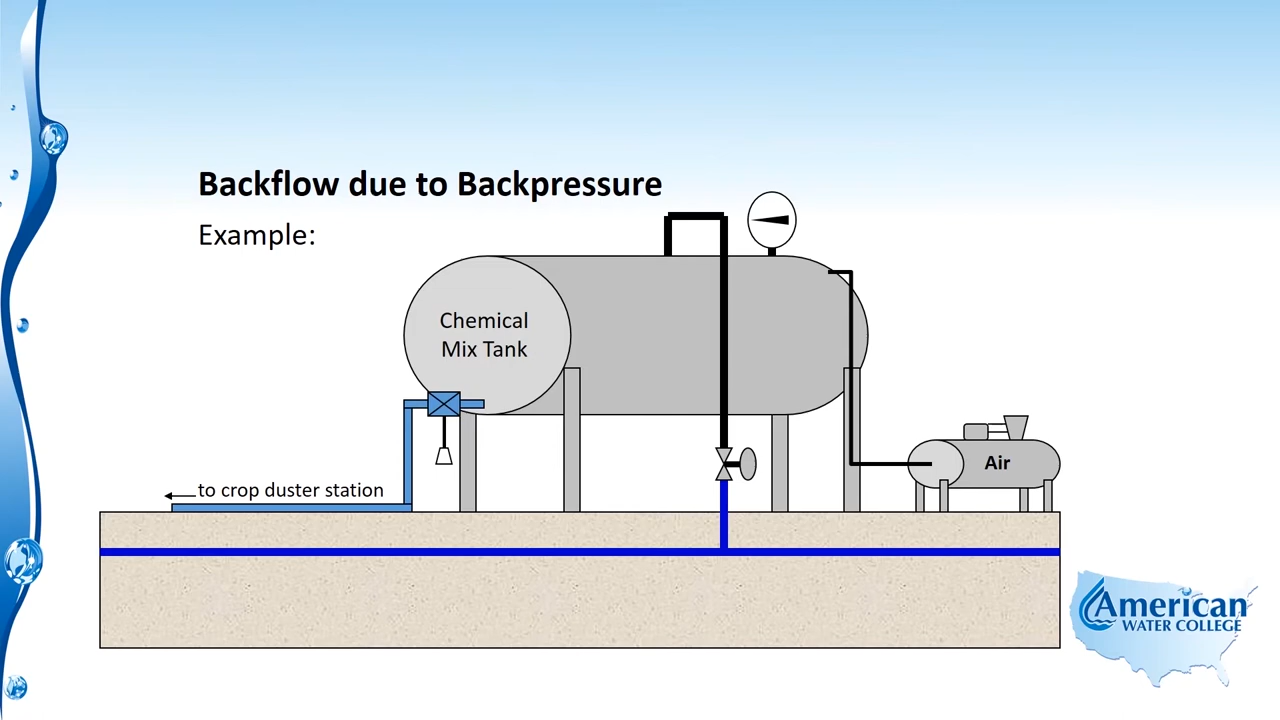 Backflow due to Backpressure
Example:
Chemical
Mix Tank
Air
to crop duster station
American
WATER COLLEGE